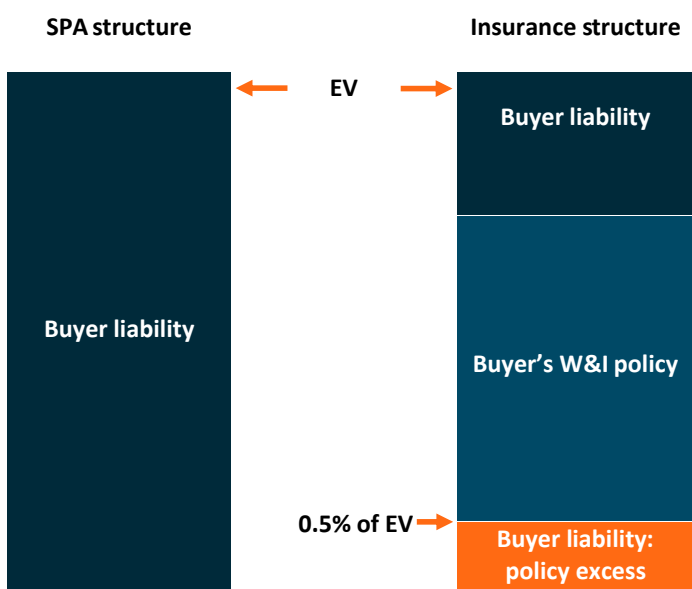 SPA structure
Insurance structure
EV
Buyer liability
Buyer liability
Buyer's W&I policy
0.5% of EV
Buyer liability:
policy excess